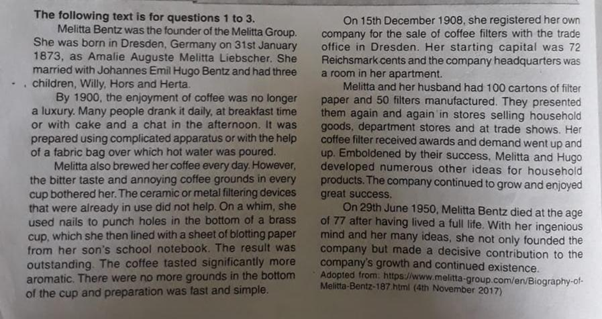 The following text is for questions 1 to 3.
Melitta Bentz was the founder of the Melitta Group.
She was born in Dresden, Germany on 31st January
1873, as Amalie Auguste Melitta Liebscher. She
married with Johannes Emil Hugo Bentz and had three
children, Willy, Hors and Herta.
By 1900, the enjoyment of coffee was no longer
a luxury. Many people drank it daily, at breakfast time
or with cake and a chat in the afternoon. It was
prepared using complicated apparatus or with the help
of a fabric bag over which hot water was poured.
Melitta also brewed her coffee every day. However,
the bitter taste and annoying coffee grounds in every
cup bothered her. The ceramic or metal filtering devices
that were already in use did not help. On a whim, she
used nails to punch holes in the bottom of a brass
cup, which she then lined with a sheet of blotting paper
from her son's school notebook. The result was
outstanding. The coffee tasted significantly more
aromatic. There were no more grounds in the bottom
of the cup and preparation was fast and simple.
On 15th December 1908, she registered her own
company for the sale of coffee filters with the trade
office in Dresden. Her starting capital was 72
Reichsmark cents and the company headquarters was
a room in her apartment.
Melitta and her husband had 100 cartons of filter
paper and 50 filters manufactured. They presented
them again and again in stores selling household
goods, department stores and at trade shows. Her
coffee filter received awards and demand went up and
up. Emboldened by their success, Melitta and Hugo
developed numerous other ideas for household
products. The company continued to grow and enjoyed
great success.
On 29th June 1950, Melitta Bentz died at the age
of 77 after having lived a full life. With her ingenious
mind and her many ideas, she not only founded the
company but made a decisive contribution to the
company's growth and continued existence.
Adopted from: https://www.melitta-group.com/en/Biography-of-
Melitta-Bentz-187.html (4th November 2017)